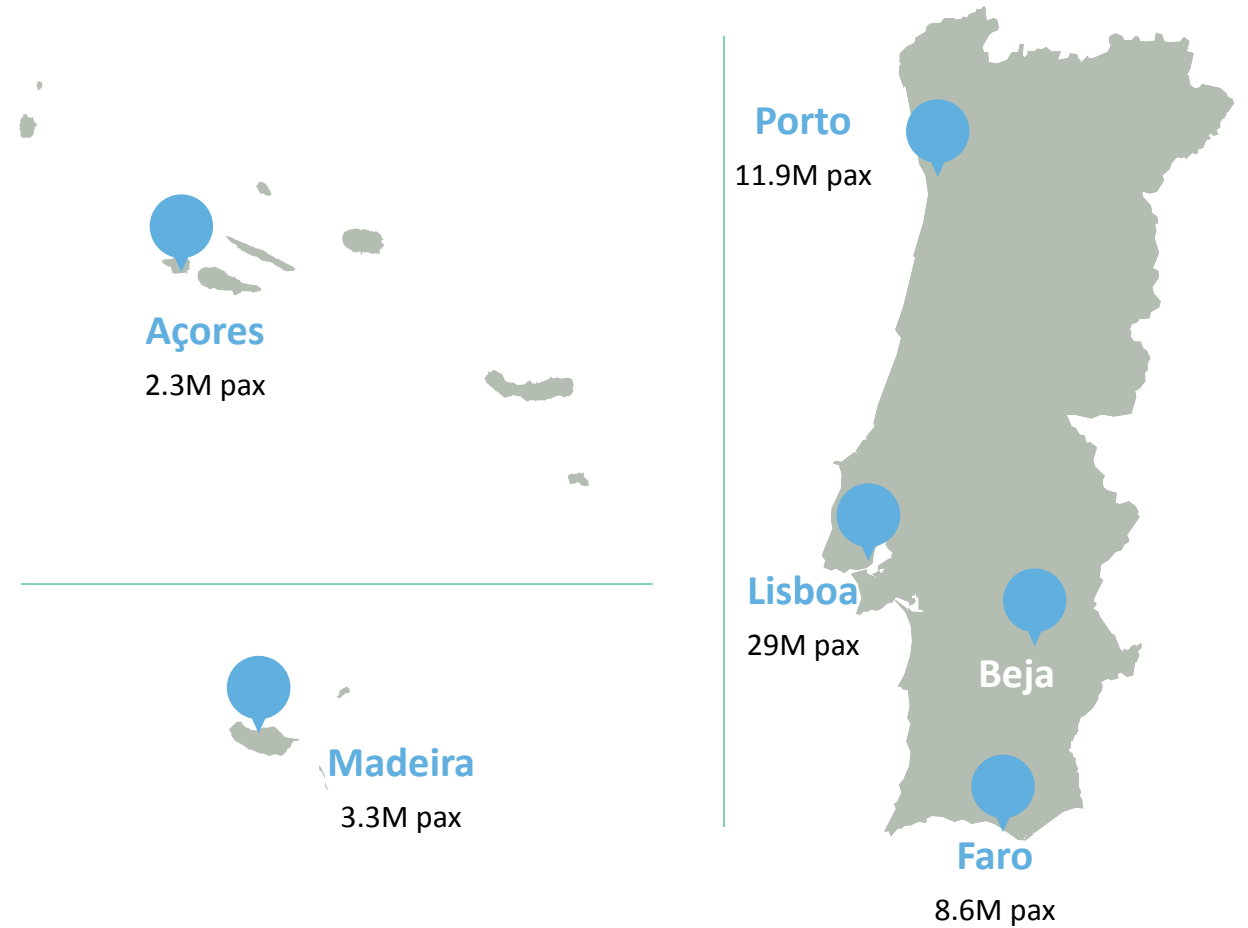 Porto
11.9M pax
Açores
2.3M pax
Lisboa
29M pax
Beja
Madeira
3.3M pax
Faro
8.6M pax